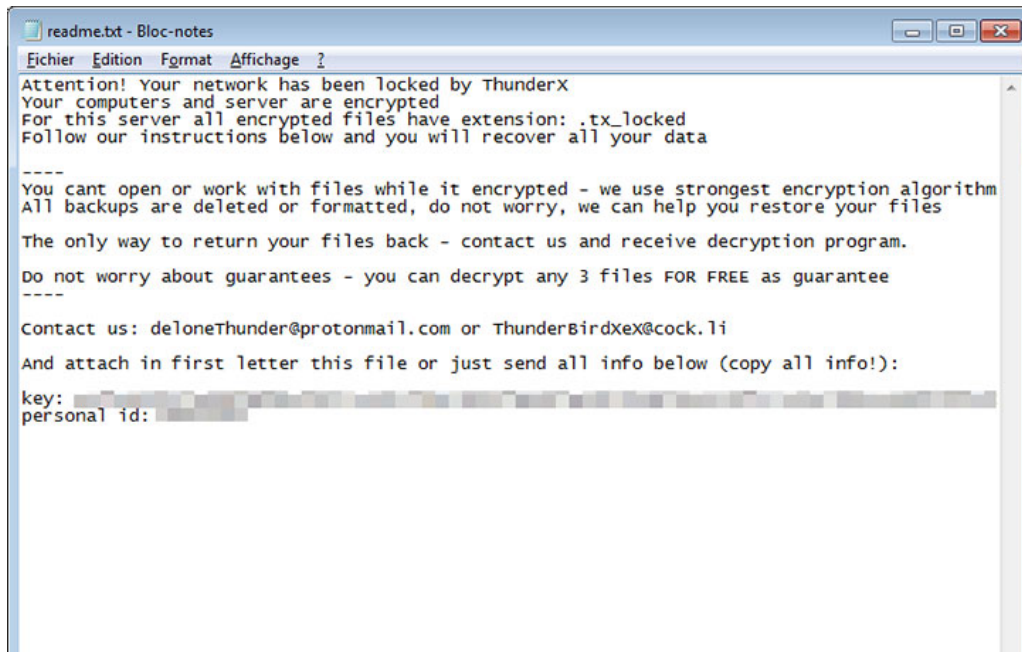 readme.txt - Bloc-notes
Fichier Edition Format Affichage ?
Attention! Your network has been locked by ThunderX
Your computers and server are encrypted
For this server all encrypted files have extension: .tx_locked
Follow our instructions below and you will recover all your data
----
You cant open or work with files while it encrypted - we use strongest encryption algorithm
All backups are deleted or formatted, do not worry, we can help you restore your files
The only way to return your files back - contact us and receive decryption program.
Do not worry about guarantees - you can decrypt any 3 files FOR FREE as guarantee
----
Contact us: deloneThunder@protonmail.com or ThunderBirdXeX@cock.li
And attach in first letter this file or just send all info below (copy all info!):
key:
personal id: